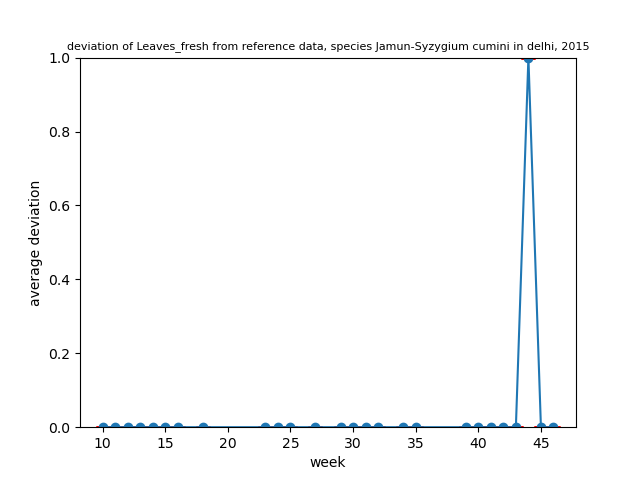 deviation of Leaves_fresh from reference data, species Jamun-Syzygium cumini in delhi, 2015
1.0
0.8
0.6
0.4
0.2
0.0
average deviation
10 15 20 25 30 35 40 45
week